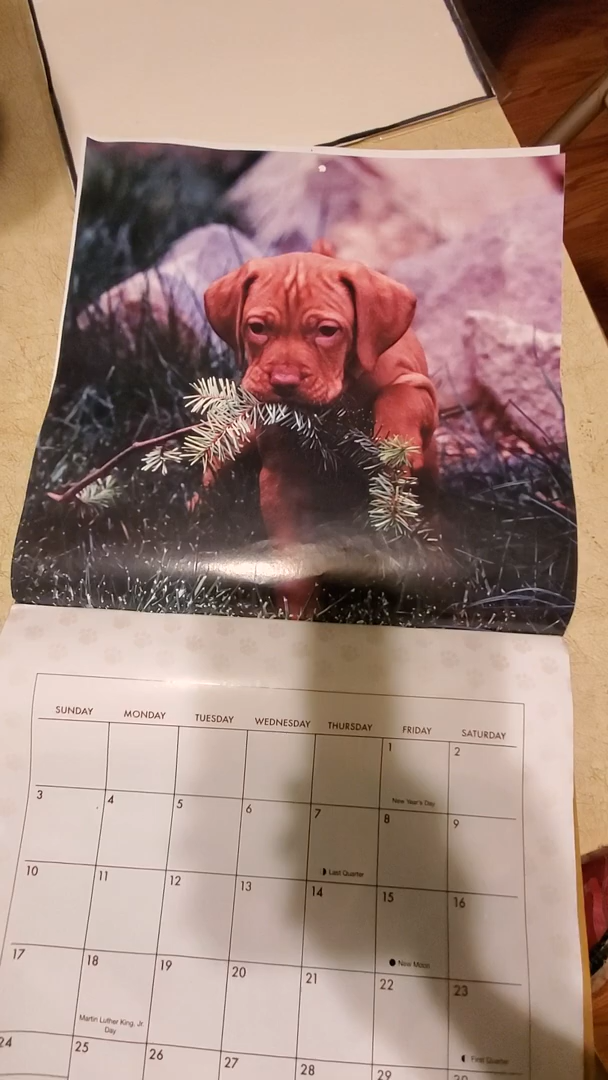 SUNDAY MONDAY TUESDAY WEDNESDAY THURSDAY FRIDAY SATURDAY
1 2
New Year's Day
3 4 5 6 7 8 9
Last Quarter
10 11 12 13 14 15 16
New Moon
17 18 19 20 21 22 23
Martin Luther King, Jr.
Day
First Quarter
24 25 26 27 28 29 30